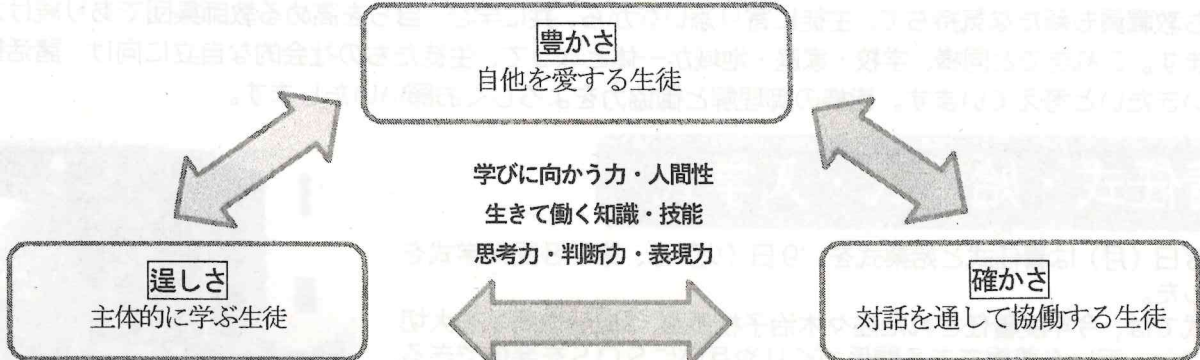 豊かさ
自他を愛する生徒
学びに向かう力・人間性
生きて働く知識・技能
思考力・判断力・表現力
逞しさ
主体的に学ぶ生徒
確かさ
対話を通して協働する生徒